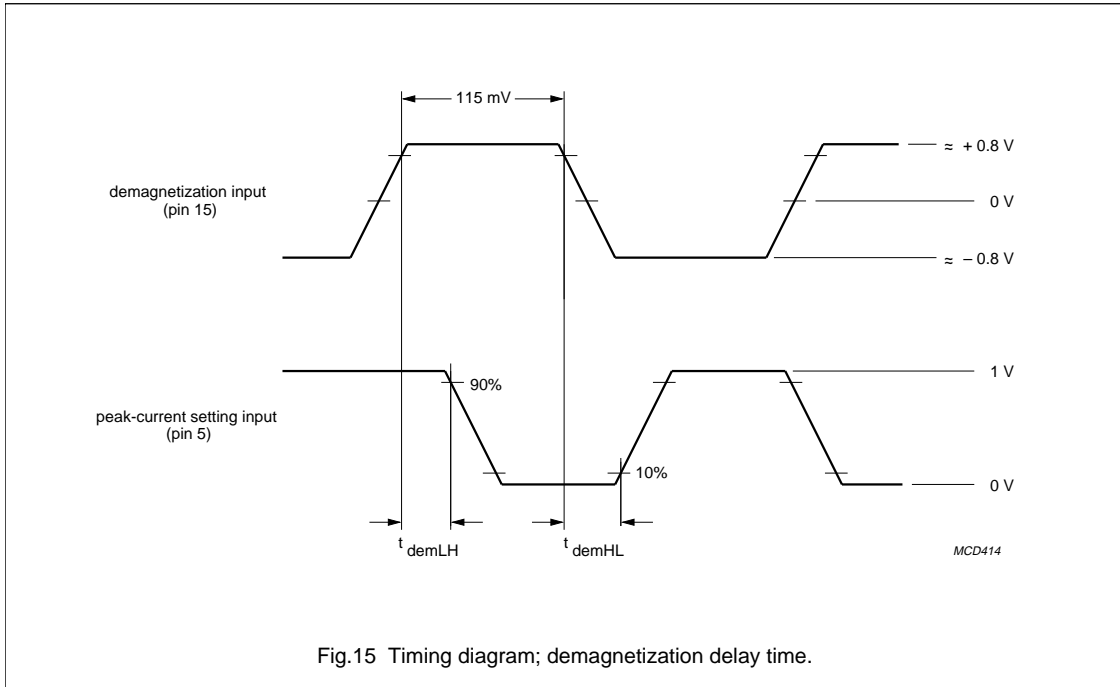 115 mV
≈ + 0.8 V
demagnetization input
(pin 15)
0 V
≈ – 0.8 V
1 V
90%
peak-current setting input
(pin 5)
10%
0 V
t demLH
t demHL
MCD414
Fig.15 Timing diagram; demagnetization delay time.